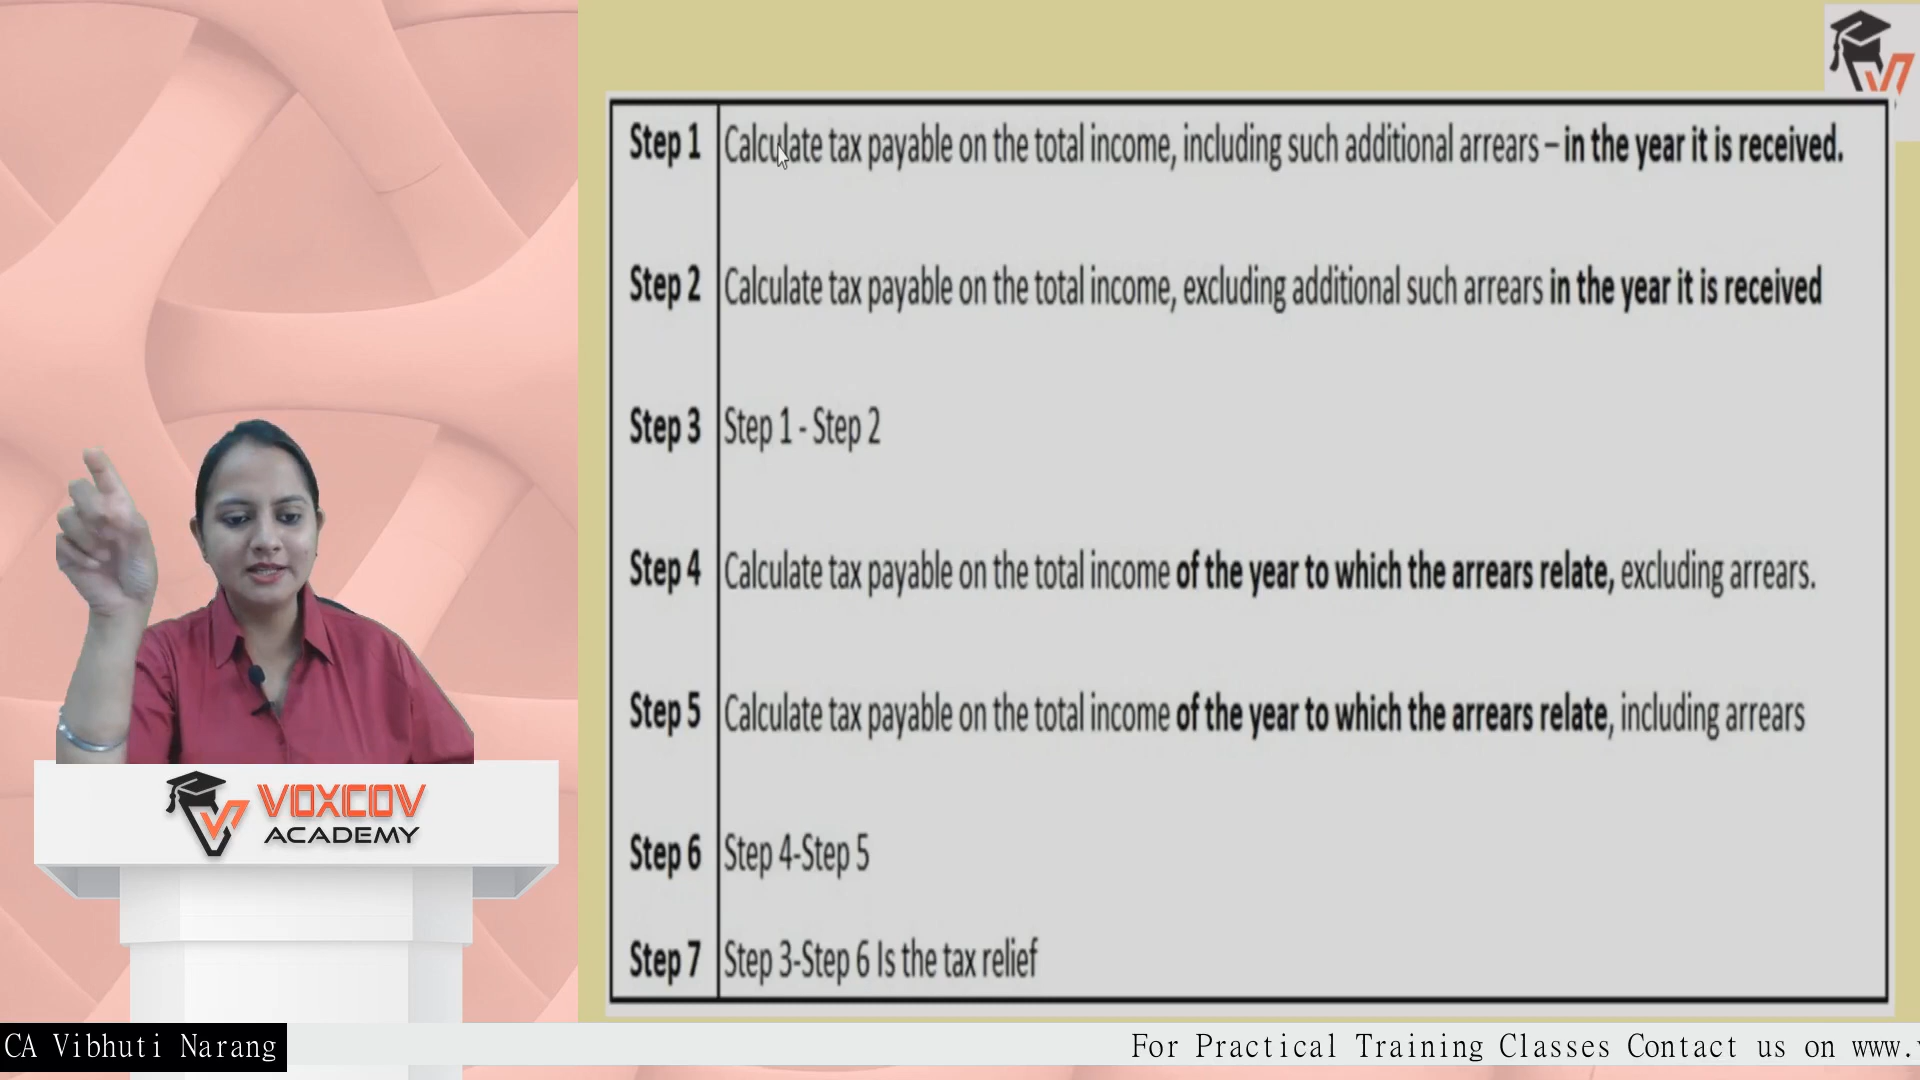 Step 1 Calculate tax payable on the total income, including such additional arrears – in the year it is received.
Step 2 Calculate tax payable on the total income, excluding additional such arrears in the year it is received
Step 3 Step 1 - Step 2
Step 4 Calculate tax payable on the total income of the year to which the arrears relate, excluding arrears.
Step 5 Calculate tax payable on the total income of the year to which the arrears relate, including arrears
Step 6 Step 4-Step 5
Step 7 Step 3-Step 6 Is the tax relief
VOXCOV
ACADEMY
CA Vibhuti Narang
For Practical Training Classes Contact us on www.